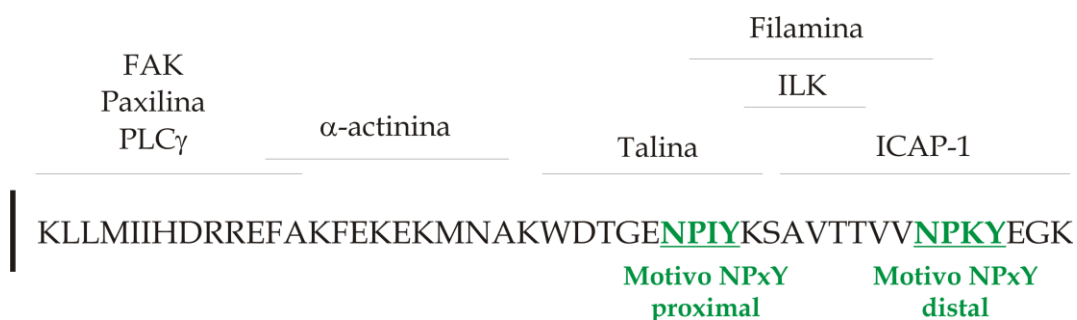 Filamina
FAK
Paxilina
PLCγ
ILK
α-actinina
Talina
ICAP-1
KLLMIIHDRREFAKFEKEKMNAKWDTGENPIYKSAVTTVVNPKYEGK
Motivo NPxY
proximal
Motivo NPxY
distal